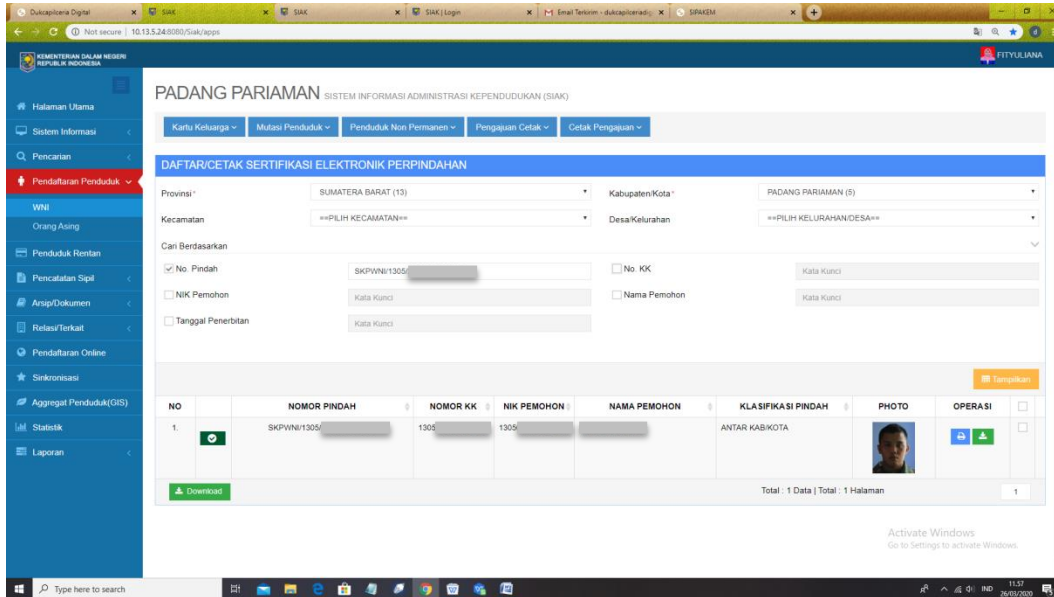 Dukcapilceria Digital
SIAK
SIAK
SIAK | Login
Email Terkirim - dukcapilceriadig
SIPAKEM
Not secure | 10.13.5.24:8080/Siak/apps
KEMENTERIAN DALAM NEGERI
REPUBLIK INDONESIA
FITYULIANA
PADANG PARIAMAN SISTEM INFORMASI ADMINISTRASI KEPENDUDUKAN (SIAK)
Halaman Utama
Sistem Informasi
Pencarian
Pendaftaran Penduduk
WNI
Orang Asing
Penduduk Rentan
Pencatatan Sipil
Arsip/Dokumen
Relasi/Terkait
Pendaftaran Online
Sinkronisasi
Aggregat Penduduk(GIS)
Statistik
Laporan
Kartu Keluarga
Mutasi Penduduk
Penduduk Non Permanen
Pengajuan Cetak
Cetak Pengajuan
DAFTAR/CETAK SERTIFIKASI ELEKTRONIK PERPINDAHAN
Provinsi* SUMATERA BARAT (13) Kabupaten/Kota* PADANG PARIAMAN (5)
Kecamatan ==PILIH KECAMATAN== Desa/Kelurahan ==PILIH KELURAHAN/DESA==
Cari Berdasarkan
No. Pindah SKPWNI/1305/ No. KK Kata Kunci
NIK Pemohon Kata Kunci Nama Pemohon Kata Kunci
Tanggal Penerbitan Kata Kunci
Tampilkan
NO NOMOR PINDAH NOMOR KK NIK PEMOHON NAMA PEMOHON KLASIFIKASI PINDAH PHOTO OPERASI
1. SKPWNI/1305/ 1305 1305 ANTAR KAB/KOTA
Download Total : 1 Data | Total : 1 Halaman 1
Activate Windows
Go to Settings to activate Windows.
Type here to search
IND
11.57
26/03/2020